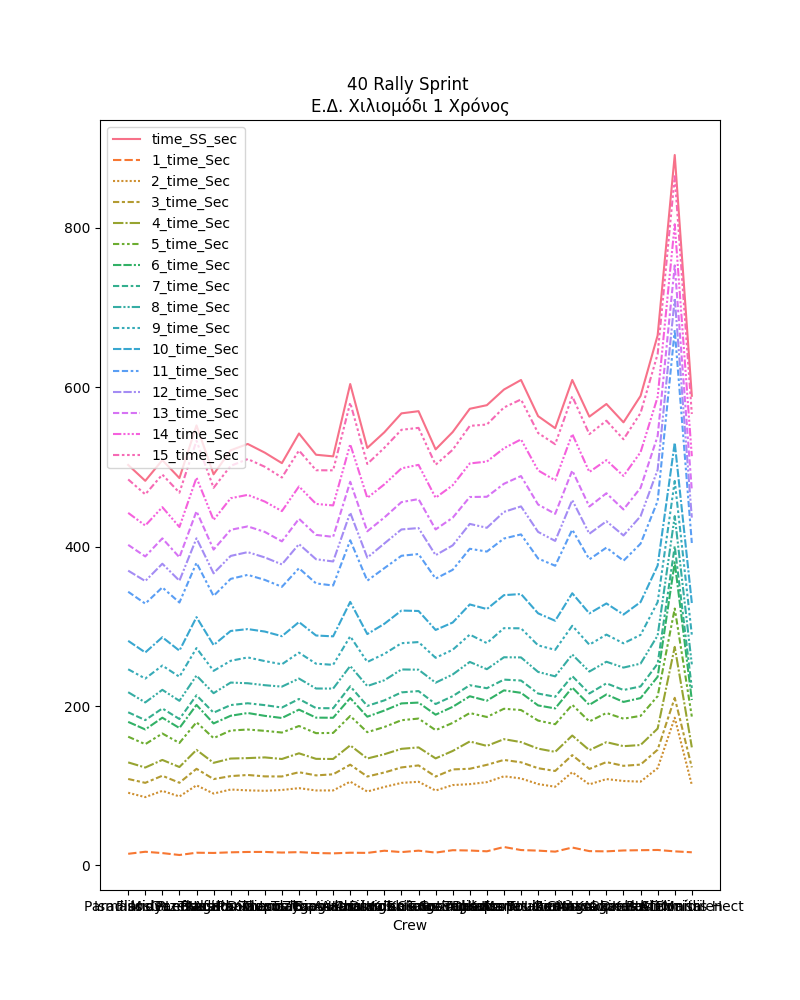 40 Rally Sprint
Ε.Δ. Χιλιομόδι 1 Χρόνος
time_SS_sec
1_time_Sec
2_time_Sec
3_time_Sec
4_time_Sec
5_time_Sec
6_time_Sec
7_time_Sec
8_time_Sec
9_time_Sec
10_time_Sec
11_time_Sec
12_time_Sec
13_time_Sec
14_time_Sec
15_time_Sec
800
600
400
200
0
Crew